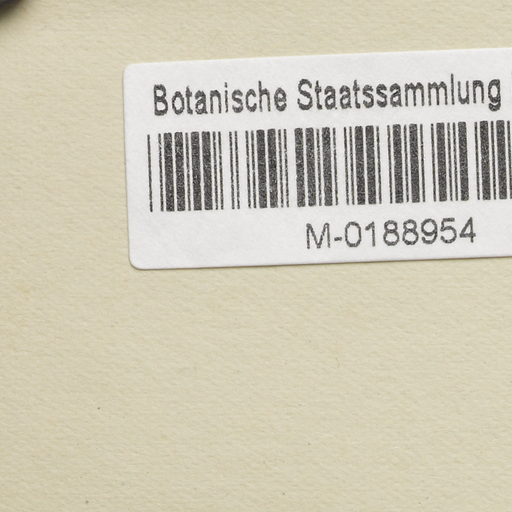 Botanische Staatssammlung
M-0188954